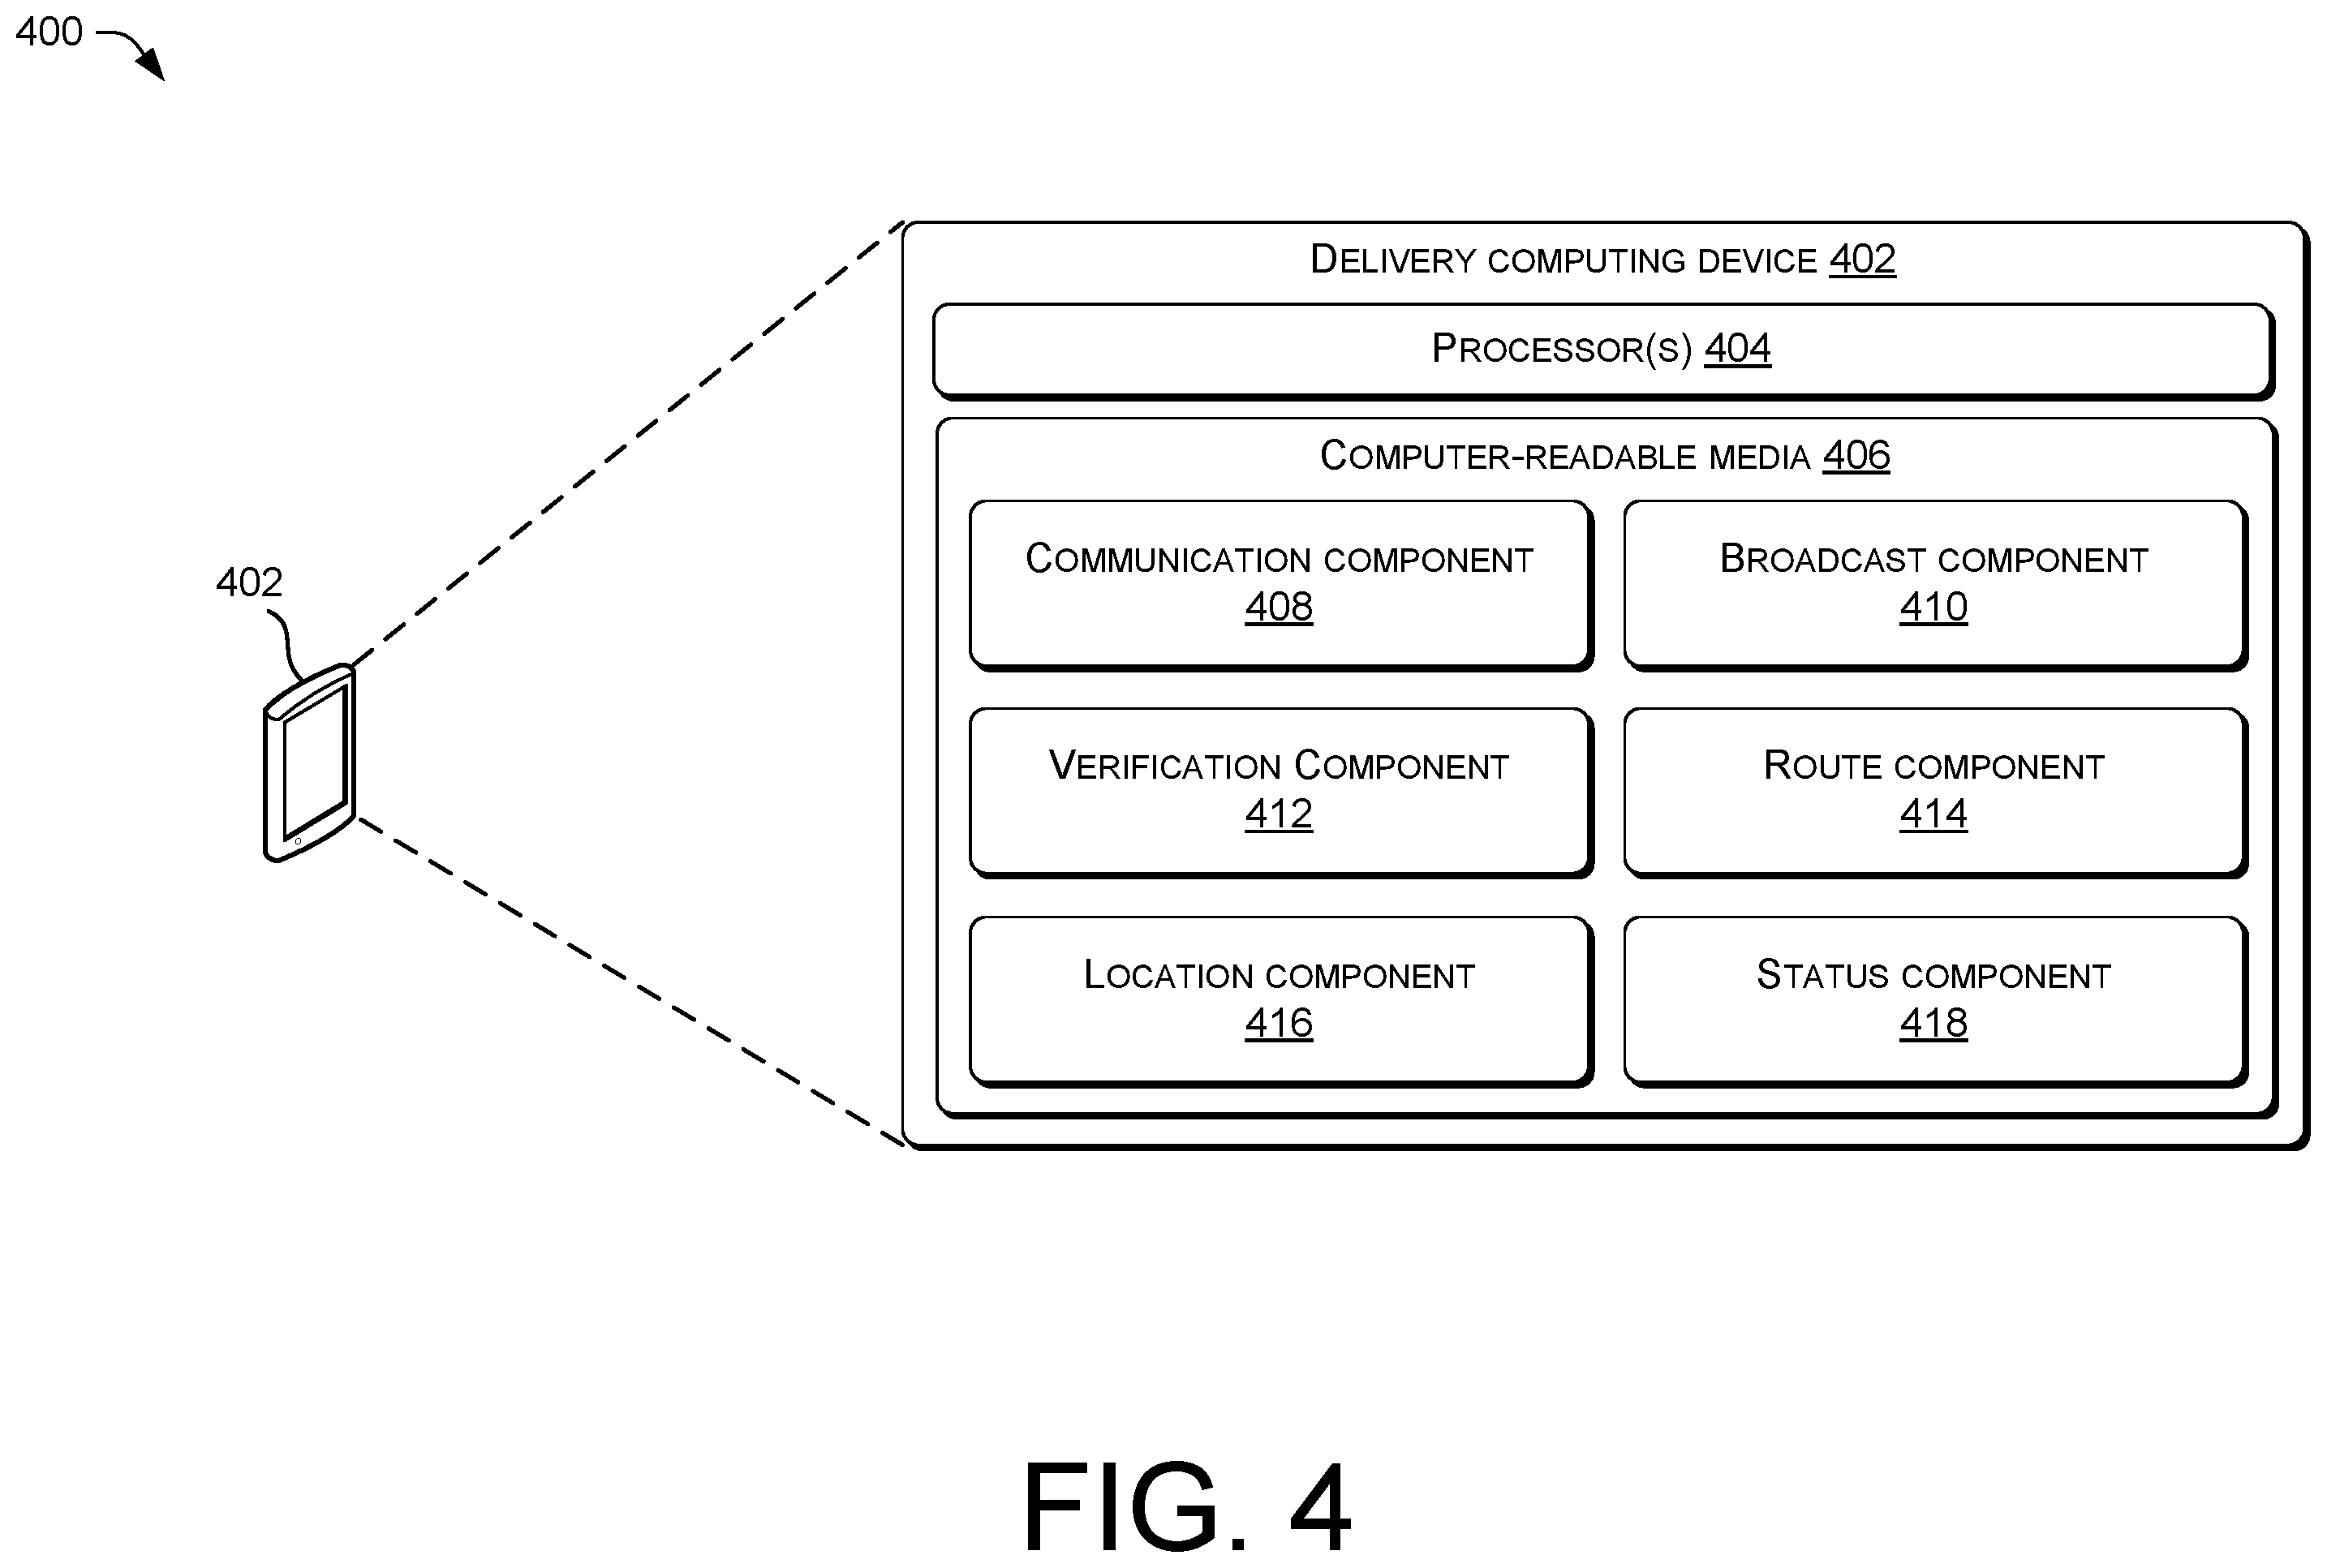 400
DELIVERY COMPUTING DEVICE 402
PROCESSOR(S) 404
COMPUTER-READABLE MEDIA 406
COMMUNICATION COMPONENT
408
BROADCAST COMPONENT
410
402
VERIFICATION COMPONENT
412
ROUTE COMPONENT
414
LOCATION COMPONENT
416
STATUS COMPONENT
418
FIG. 4